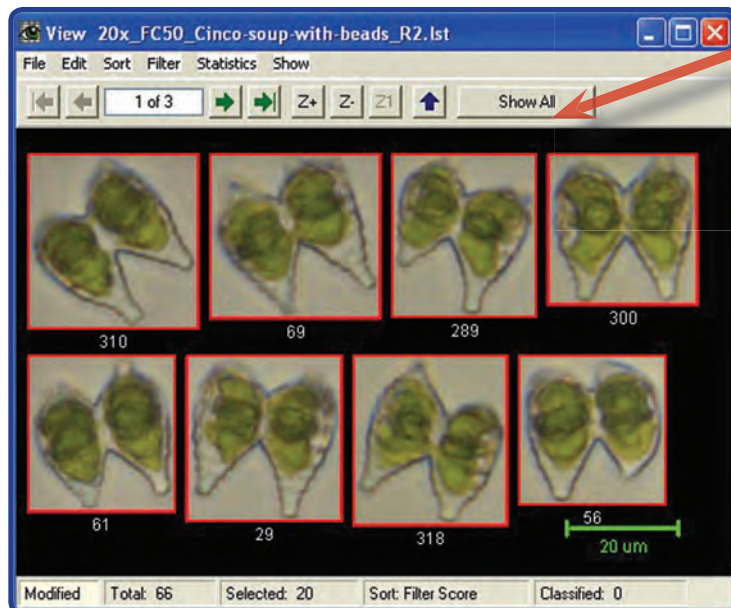 View 20x_FC50_Cinco-soup-with-beads_R2.lst
File Edit Sort Filter Statistics Show
1 of 3 Z+ Z- Z1 Show All
310 69 289 300
61 29 318 56
20 um
Modified Total: 66 Selected: 20 Sort: Filter Score Classified: 0